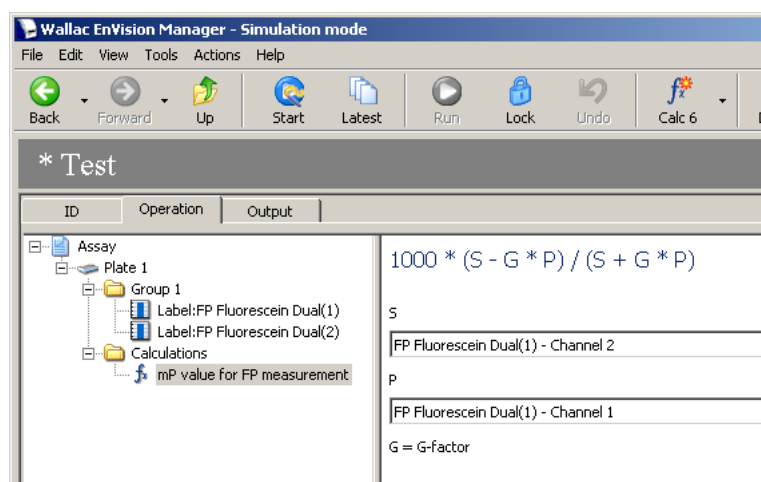 Wallac EnVision Manager - Simulation mode
File Edit View Tools Actions Help
Back Forward Up Start Latest Run Lock Undo Calc 6
* Test
ID Operation Output
Assay
Plate 1
Group 1
Label:FP Fluorescein Dual(1)
Label:FP Fluorescein Dual(2)
Calculations
mP value for FP measurement
1000 * (S - G * P) / (S + G * P)
S
FP Fluorescein Dual(1) - Channel 2
P
FP Fluorescein Dual(1) - Channel 1
G = G-factor